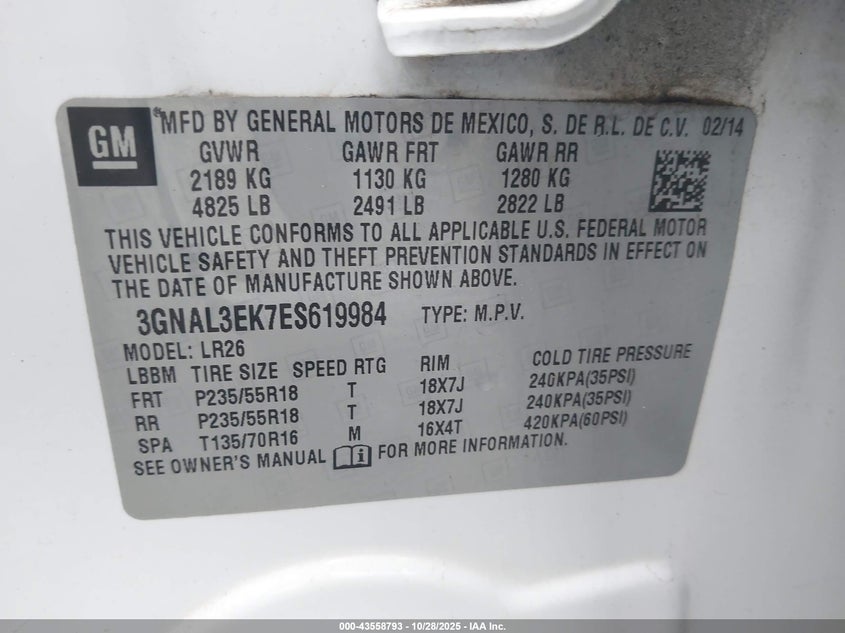 GM
*MFD BY GENERAL MOTORS DE MEXICO, S. DE R.L. DE C.V. 02/14
GVWR GAWR FRT GAWR RR
2189 KG 1130 KG 1280 KG
4825 LB 2491 LB 2822 LB
THIS VEHICLE CONFORMS TO ALL APPLICABLE U.S. FEDERAL MOTOR
VEHICLE SAFETY AND THEFT PREVENTION STANDARDS IN EFFECT ON
THE DATE OF MANUFACTURE SHOWN ABOVE.
3GNAL3EK7ES619984 TYPE: M.P.V.
MODEL: LR26
LBBM TIRE SIZE SPEED RTG RIM COLD TIRE PRESSURE
FRT P235/55R18 T 18X7J 240KPA(35PSI)
RR P235/55R18 T 18X7J 240KPA(35PSI)
SPA T135/70R16 M 16X4T 420KPA(60PSI)
SEE OWNER'S MANUAL i FOR MORE INFORMATION.
000-43558793 - 10/28/2025 - IAA Inc.